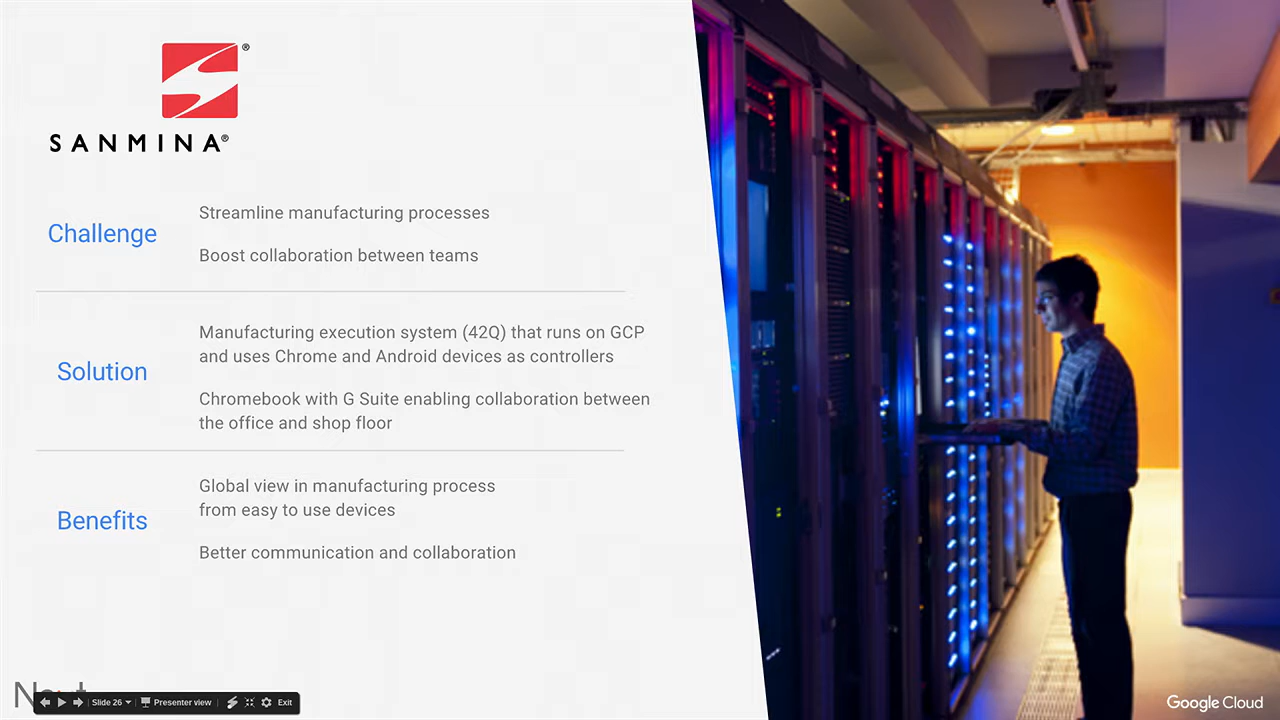 ®
SANMINA®
Challenge
Streamline manufacturing processes
Boost collaboration between teams
Solution
Manufacturing execution system (42Q) that runs on GCP
and uses Chrome and Android devices as controllers
Chromebook with G Suite enabling collaboration between
the office and shop floor
Benefits
Global view in manufacturing process
from easy to use devices
Better communication and collaboration
Slide 26 Presenter view Exit
Google Cloud